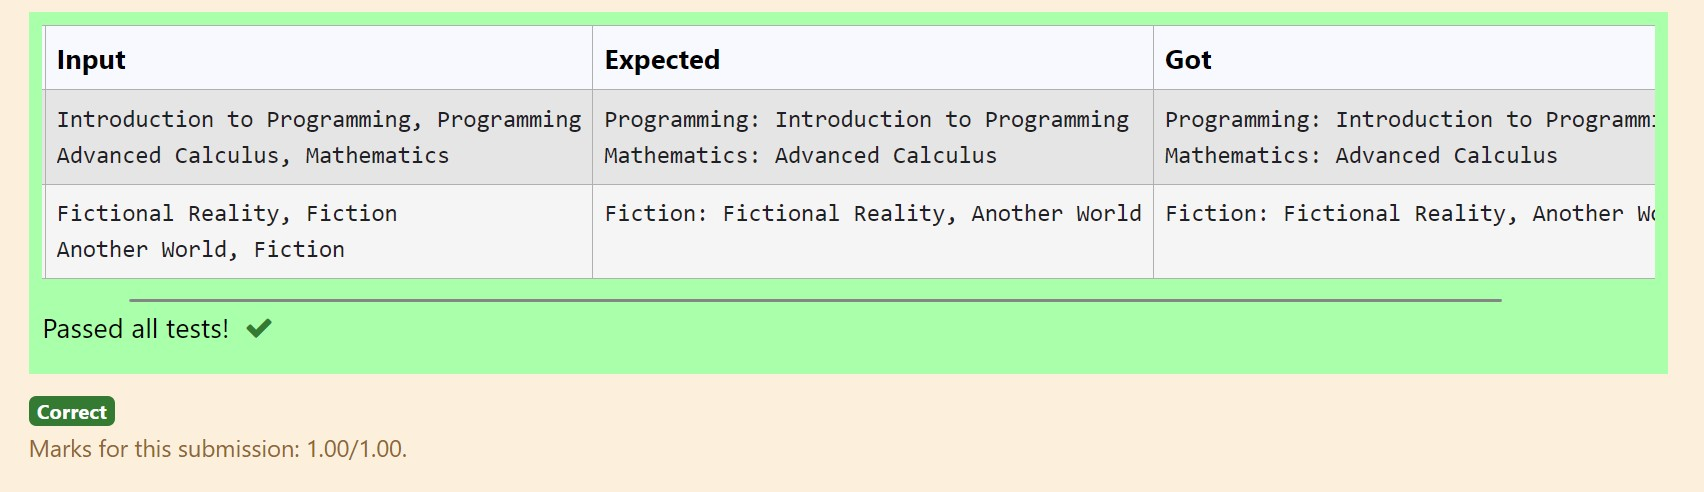 Input Expected Got
Introduction to Programming, Programming Programming: Introduction to Programming Programming: Introduction to
Advanced Calculus, Mathematics Mathematics: Advanced Calculus Mathematics: Advanced Calculus
Fictional Reality, Fiction Fiction: Fictional Reality, Another World Fiction: Fictional Reality, Another
Another World, Fiction
Passed all tests!
Correct
Marks for this submission: 1.00/1.00.